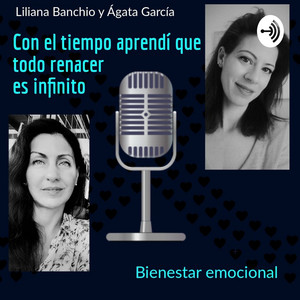 Liliana Banchio y Ágata García
Con el tiempo aprendí que
todo renacer
es infinito
Bienestar emocional